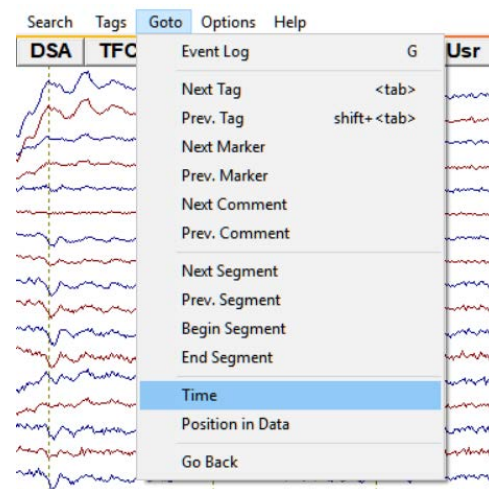 Search Tags Goto Options Help
DSA TFC Usr
Event Log G
Next Tag <tab>
Prev. Tag shift+<tab>
Next Marker
Prev. Marker
Next Comment
Prev. Comment
Next Segment
Prev. Segment
Begin Segment
End Segment
Time
Position in Data
Go Back